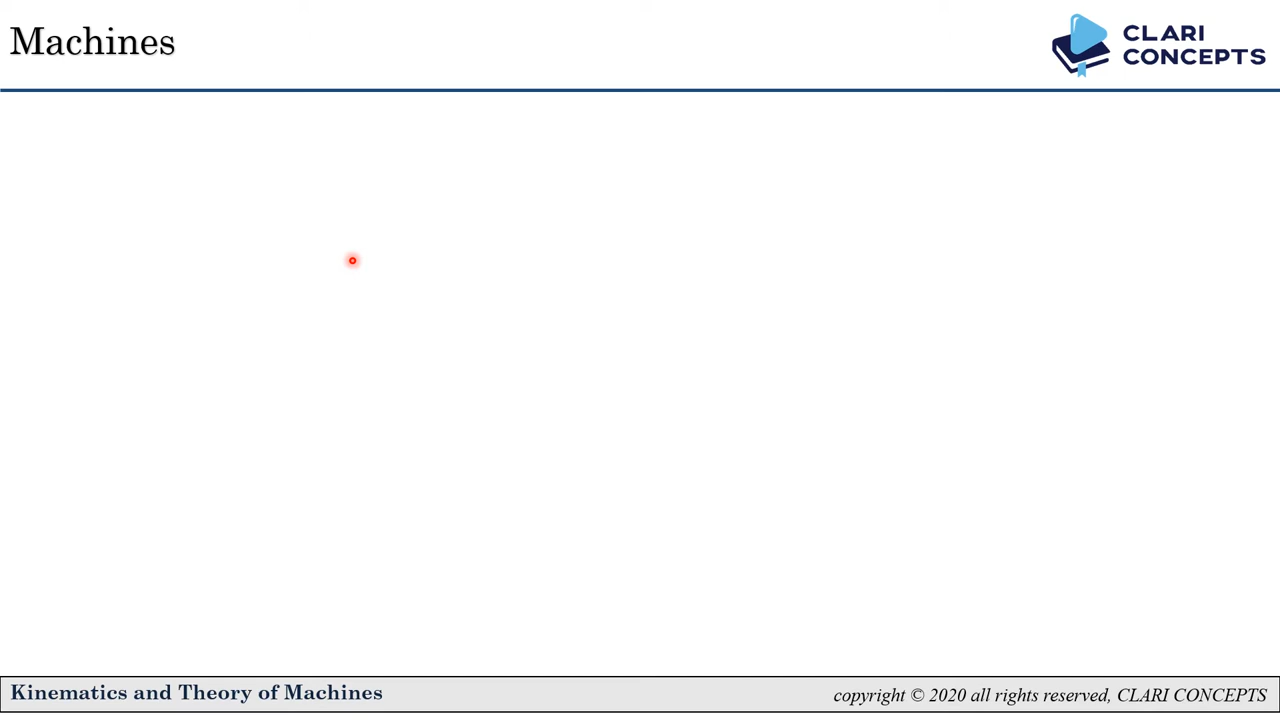 Machines
CLARI
CONCEPTS
Kinematics and Theory of Machines
copyright © 2020 all rights reserved, CLARI CONCEPTS